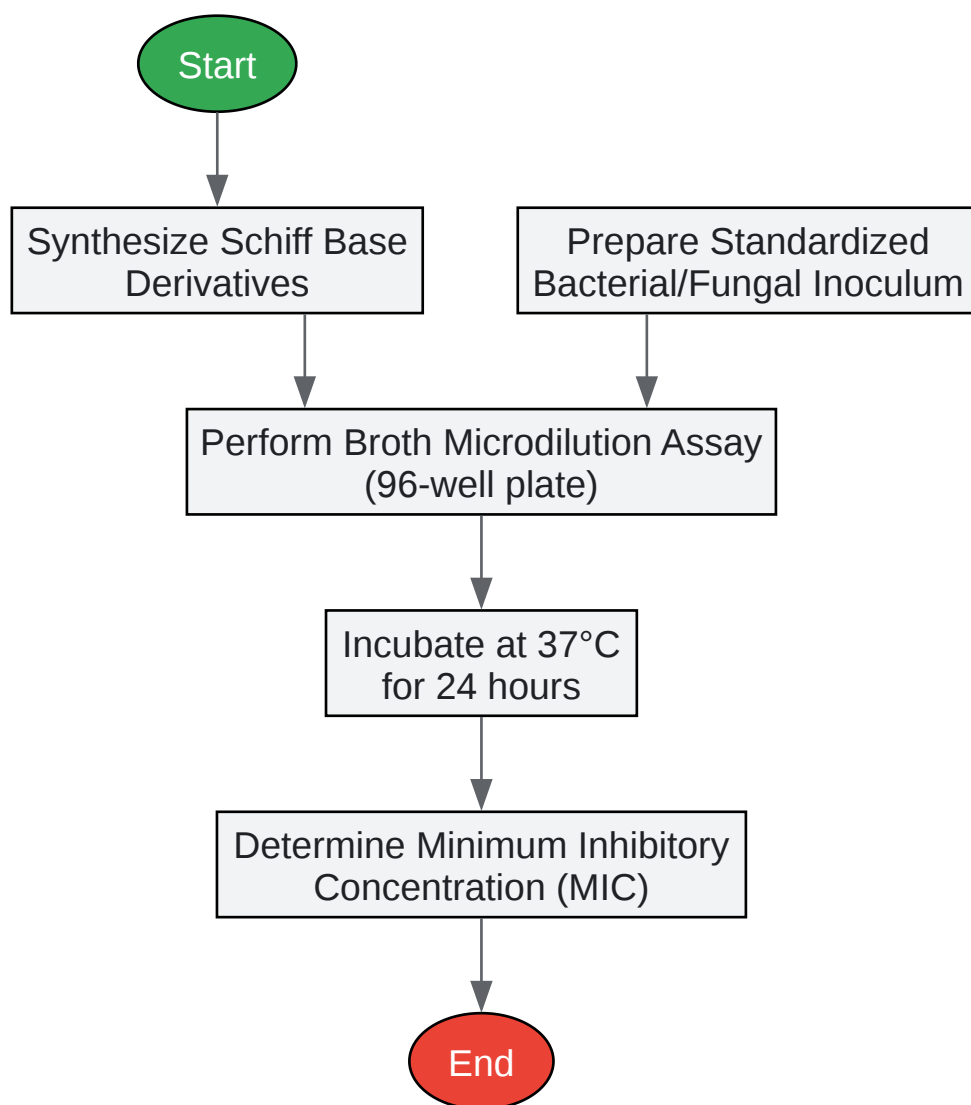 Start
Synthesize Schiff Base
Derivatives
Prepare Standardized
Bacterial/Fungal Inoculum
Perform Broth Microdilution Assay
(96-well plate)
Incubate at 37°C
for 24 hours
Determine Minimum Inhibitory
Concentration (MIC)
End